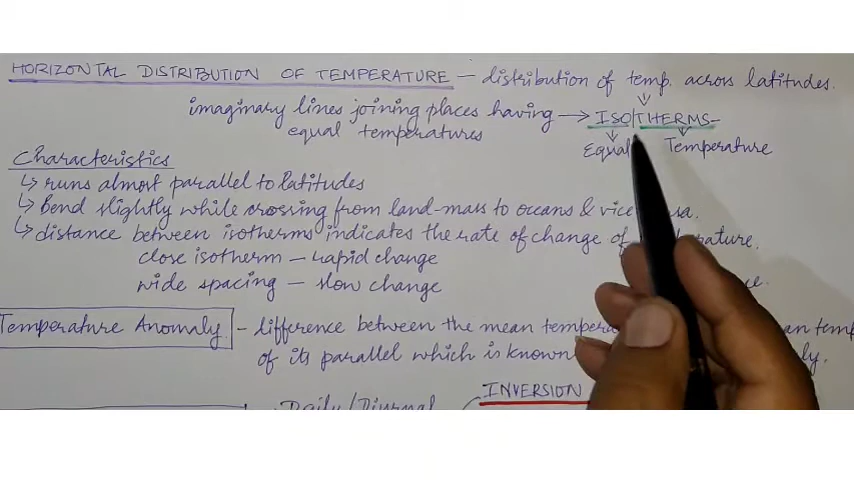 HORIZONTAL DISTRIBUTION OF TEMPERATURE — distribution of temp. across latitudes.
imaginary lines joining places having → ISO|THERMS-
equal temperatures
Equal Temperature
Characteristics
↳ runs almost parallel to latitudes
↳ Bend slightly while crossing from land-mass to oceans & vice
↳ distance between isotherms indicates the rate of change of
close isotherm — rapid change
wide spacing — slow change
Temperature Anomaly - difference between the mean temp
of its parallel which is known
INVERSION
Daily/Diurnal